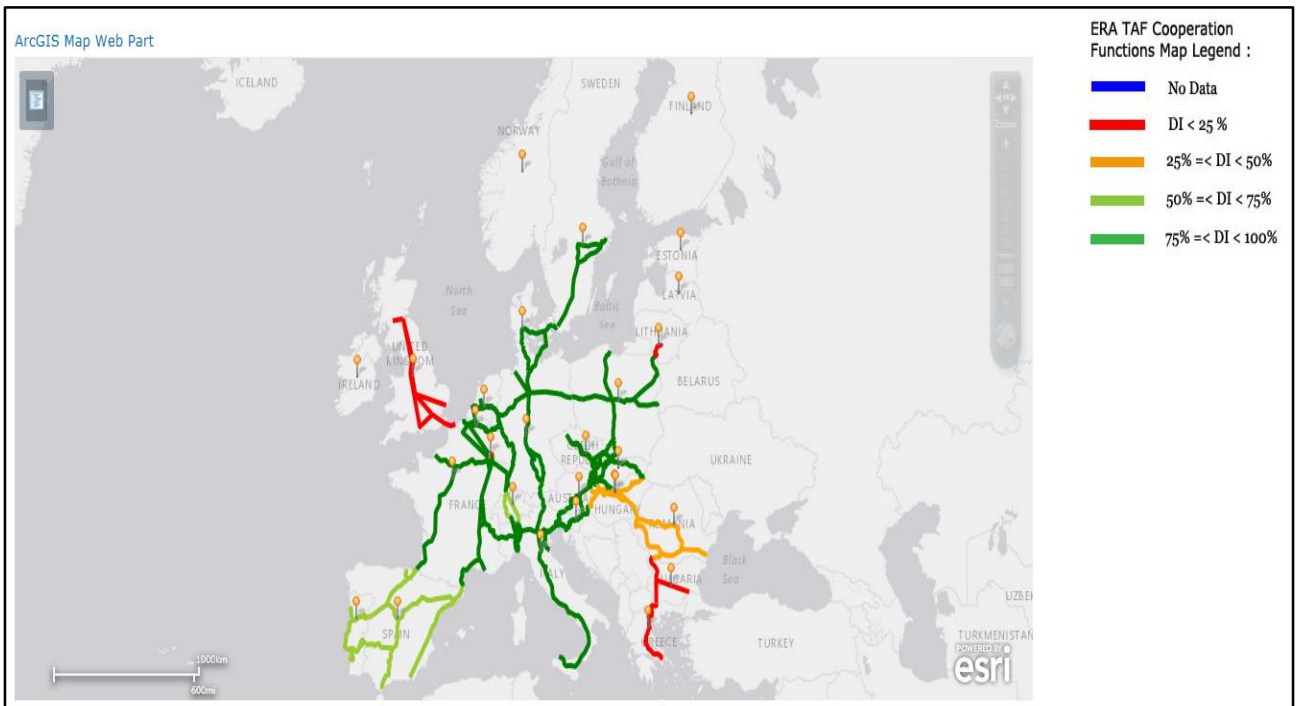 ArcGIS Map Web Part
ICELAND
SWEDEN
FINLAND
NORWAY
Gulf of
Bothnia
Zoom
ESTONIA
North
Sea
Baltic
Sea
LATVIA
LITHUANIA
UNITED
KINGDOM
IRELAND
BELARUS
CZECH
REPUBLIC
UKRAINE
FRANCE
AUSTRIA
HUNGARY
ROMANIA
ITALY
Black
Sea
BULGARIA
UZBEK
SPAIN
GREECE
TURKEY
TURKMENISTAN
1000km
600mi
POWERED BY
esri
ERA TAF Cooperation
Functions Map Legend :
No Data
DI < 25 %
25% =< DI < 50%
50% =< DI < 75%
75% =< DI < 100%